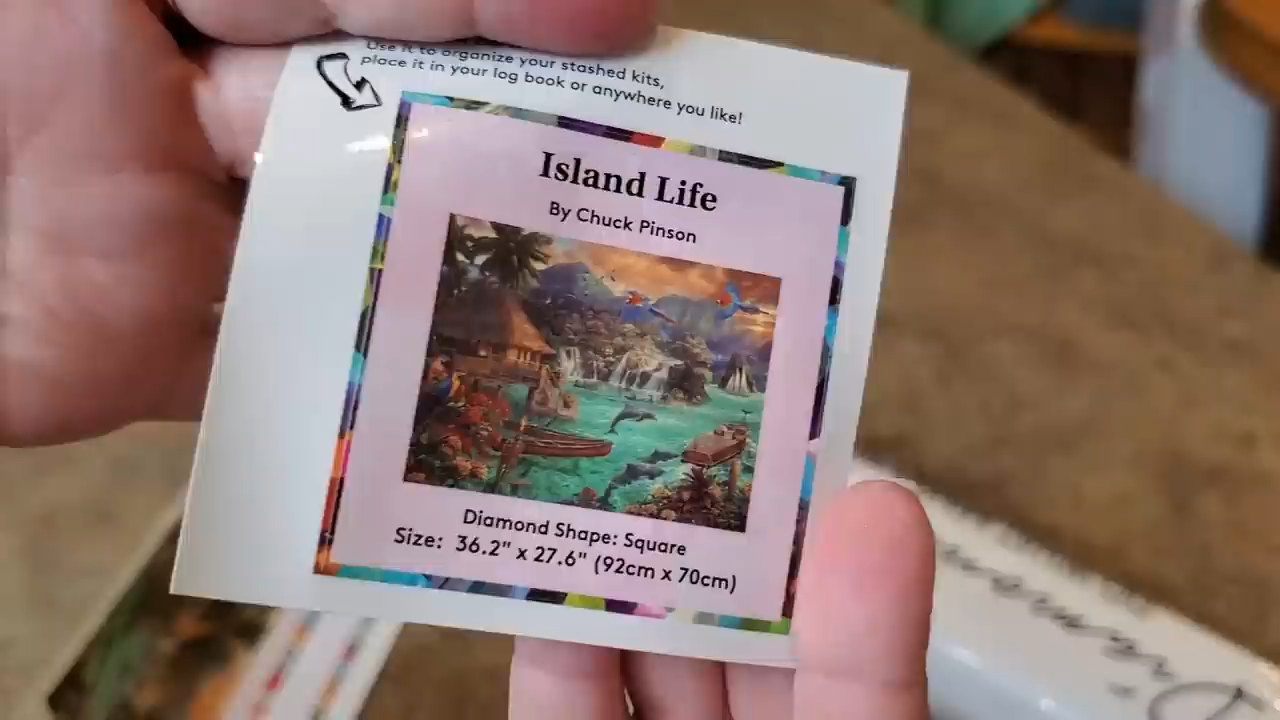 Use it to organize your stashed kits,
place it in your log book or anywhere you like!
Island Life
By Chuck Pinson
Diamond Shape: Square
Size: 36.2" x 27.6" (92cm x 70cm)